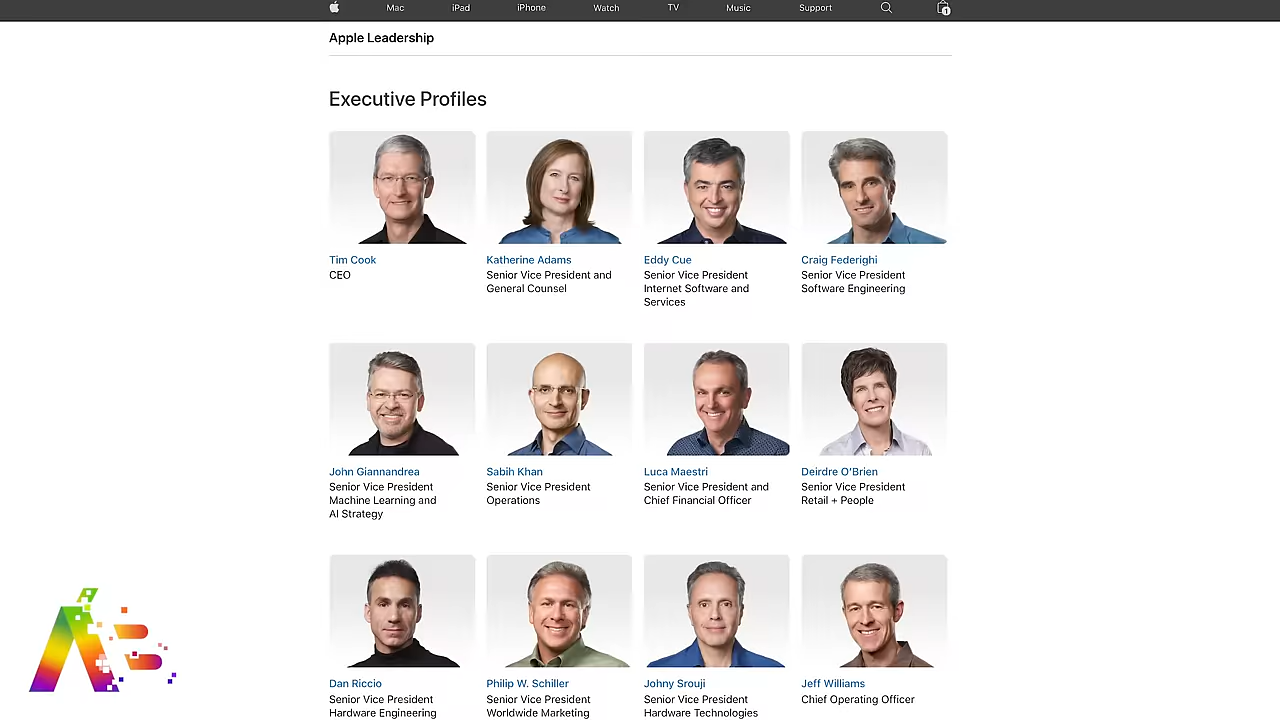 Mac iPad iPhone Watch TV Music Support 1
Apple Leadership
Executive Profiles
Tim Cook
CEO
Katherine Adams
Senior Vice President and
General Counsel
Eddy Cue
Senior Vice President
Internet Software and
Services
Craig Federighi
Senior Vice President
Software Engineering
John Giannandrea
Senior Vice President
Machine Learning and
AI Strategy
Sabih Khan
Senior Vice President
Operations
Luca Maestri
Senior Vice President and
Chief Financial Officer
Deirdre O'Brien
Senior Vice President
Retail + People
Dan Riccio
Senior Vice President
Hardware Engineering
Philip W. Schiller
Senior Vice President
Worldwide Marketing
Johny Srouji
Senior Vice President
Hardware Technologies
Jeff Williams
Chief Operating Officer